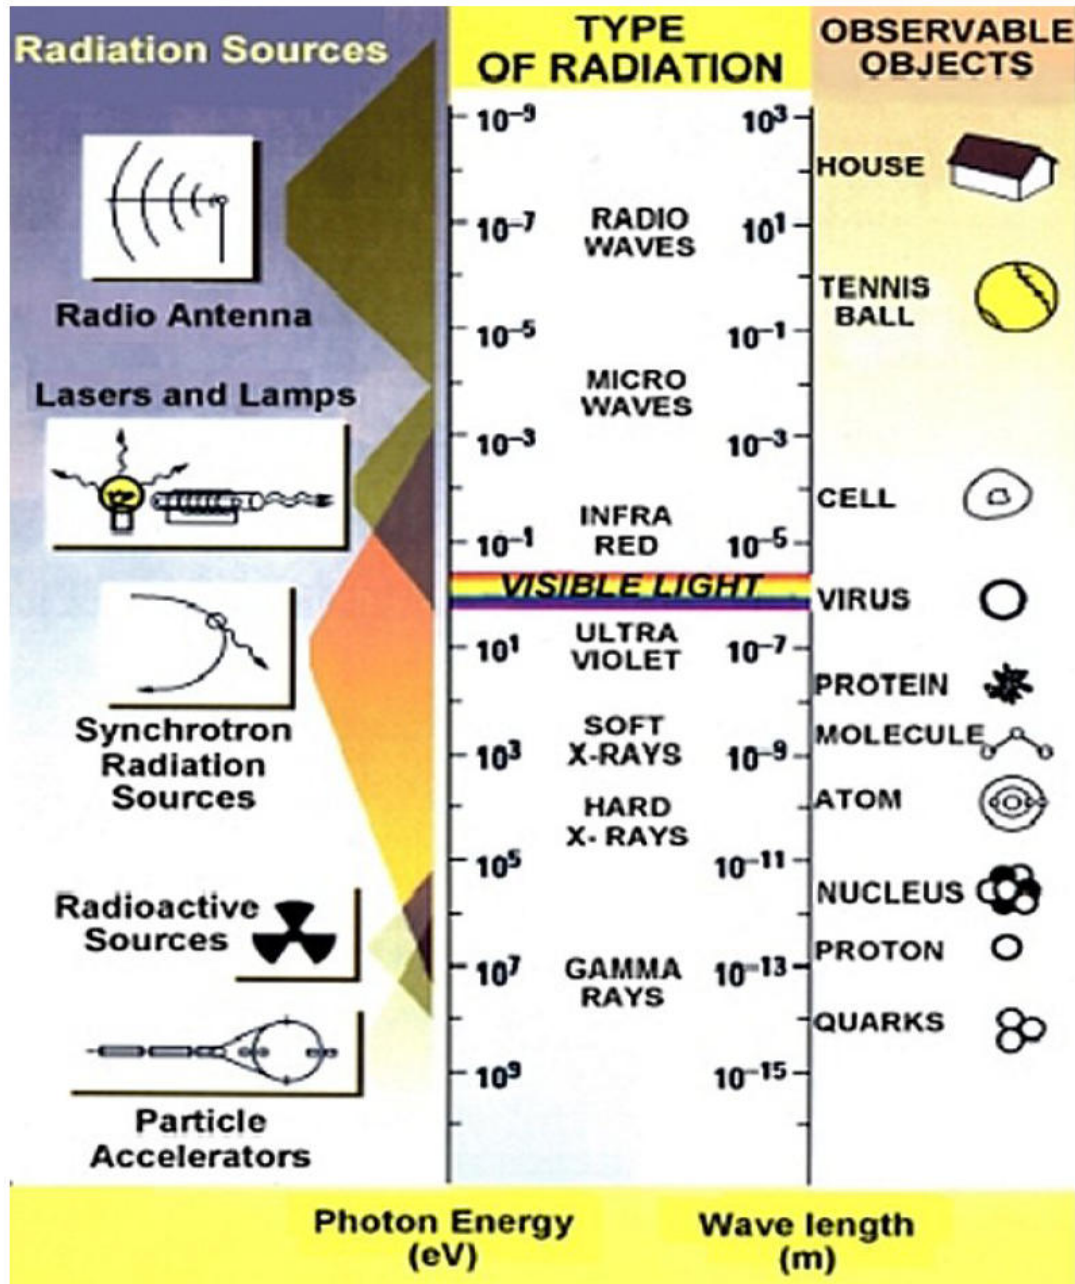 Radiation Sources
TYPE
OF RADIATION
OBSERVABLE
OBJECTS
Radio Antenna
Lasers and Lamps
Synchrotron
Radiation
Sources
Radioactive
Sources
Particle
Accelerators
10⁻⁹
10⁻⁷
10⁻⁵
10⁻³
10⁻¹
10¹
10³
10⁵
10⁷
10⁹
RADIO
WAVES
MICRO
WAVES
INFRA
RED
VISIBLE LIGHT
ULTRA
VIOLET
SOFT
X-RAYS
HARD
X- RAYS
GAMMA
RAYS
10³
10¹
10⁻¹
10⁻³
10⁻⁵
10⁻⁷
10⁻⁹
10⁻¹¹
10⁻¹³
10⁻¹⁵
HOUSE
TENNIS
BALL
CELL
VIRUS
PROTEIN
MOLECULE
ATOM
NUCLEUS
PROTON
QUARKS
Photon Energy
(eV)
Wave length
(m)